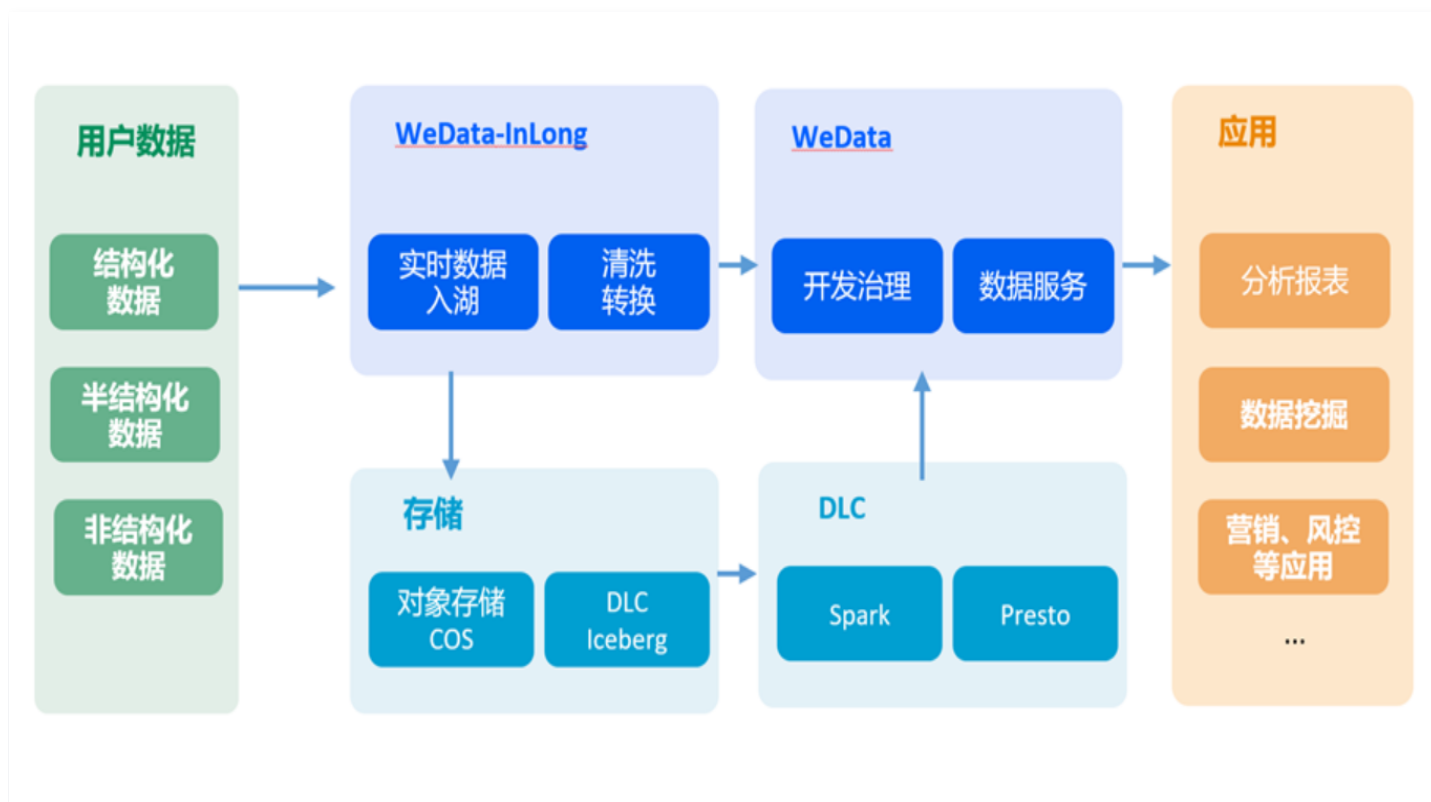 用户数据
结构化
数据
半结构化
数据
非结构化
数据
WeData-InLong
实时数据
入湖
清洗
转换
WeData
开发治理
数据服务
存储
对象存储
COS
DLC
Iceberg
DLC
Spark
Presto
应用
分析报表
数据挖掘
营销、风控
等应用
...